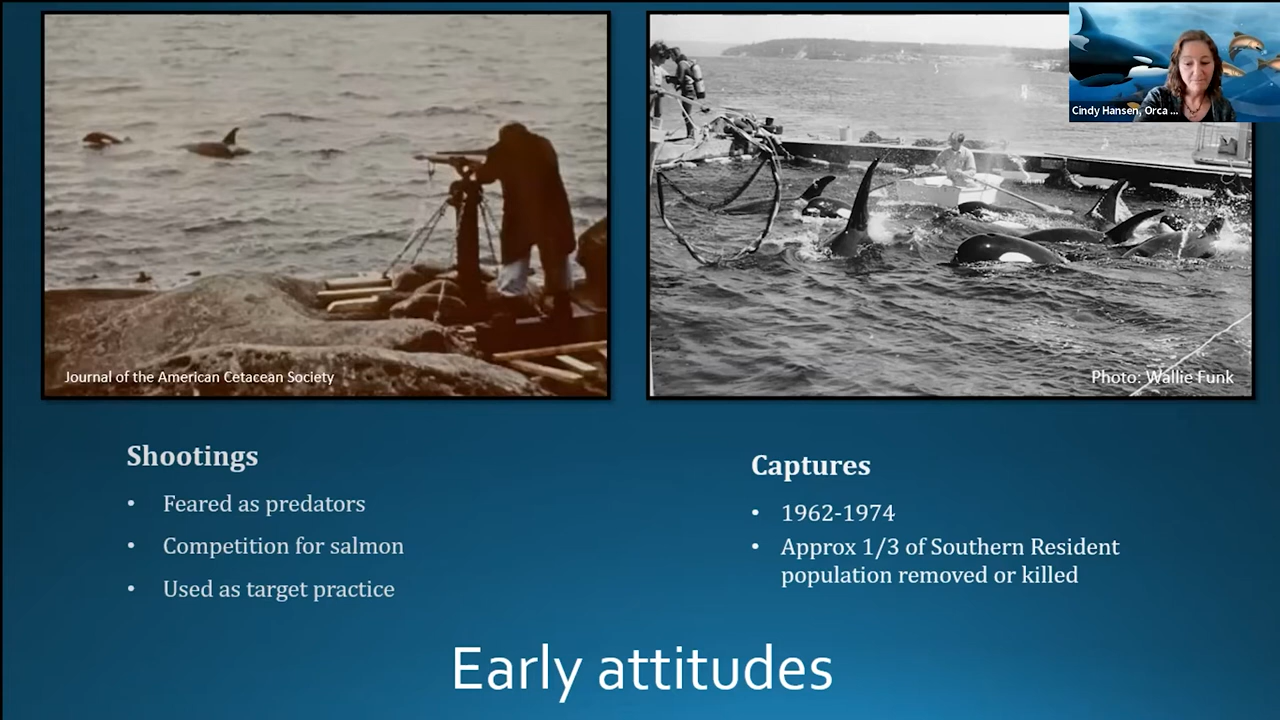 Cindy Hansen, Orca ...
Journal of the American Cetacean Society
Photo: Wallie Funk
Shootings
• Feared as predators
• Competition for salmon
• Used as target practice
Captures
• 1962-1974
• Approx 1/3 of Southern Resident
population removed or killed
Early attitudes